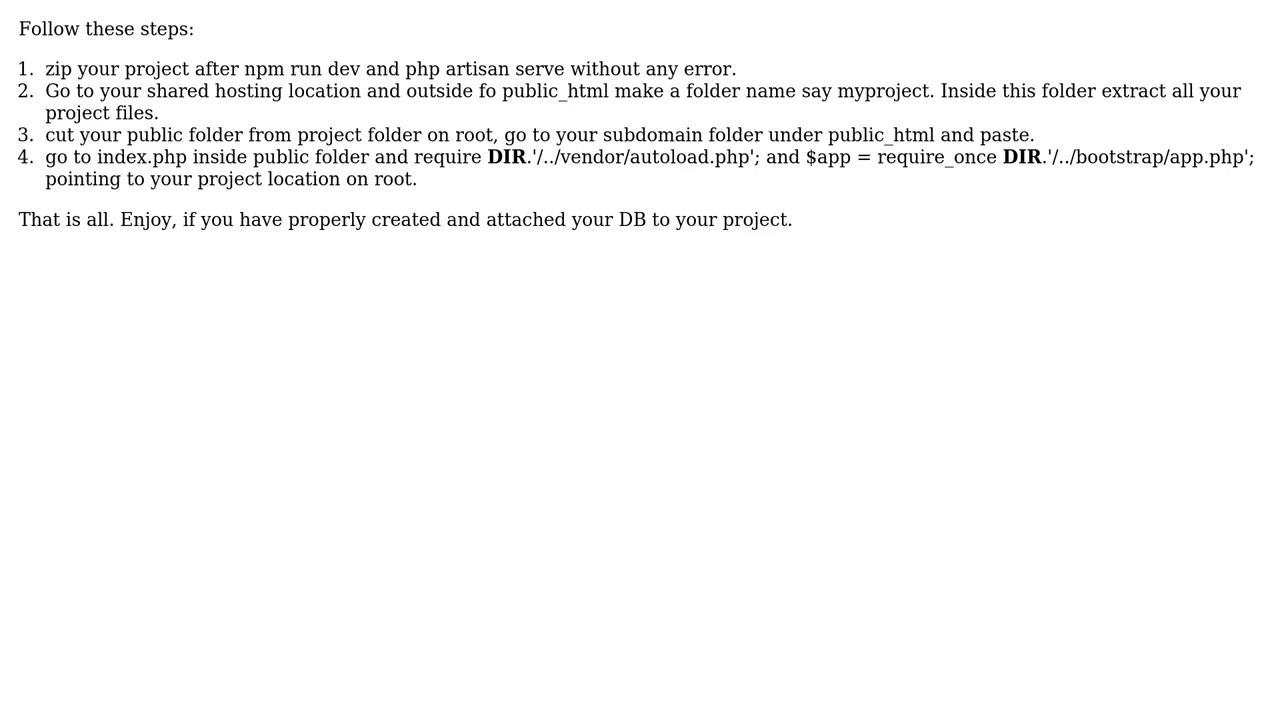 Follow these steps:
1. zip your project after npm run dev and php artisan serve without any error.
2. Go to your shared hosting location and outside fo public_html make a folder name say myproject. Inside this folder extract all your
project files.
3. cut your public folder from project folder on root, go to your subdomain folder under public_html and paste.
4. go to index.php inside public folder and require DIR.'/../vendor/autoload.php'; and $app = require_once DIR.'/../bootstrap/app.php';
pointing to your project location on root.
That is all. Enjoy, if you have properly created and attached your DB to your project.